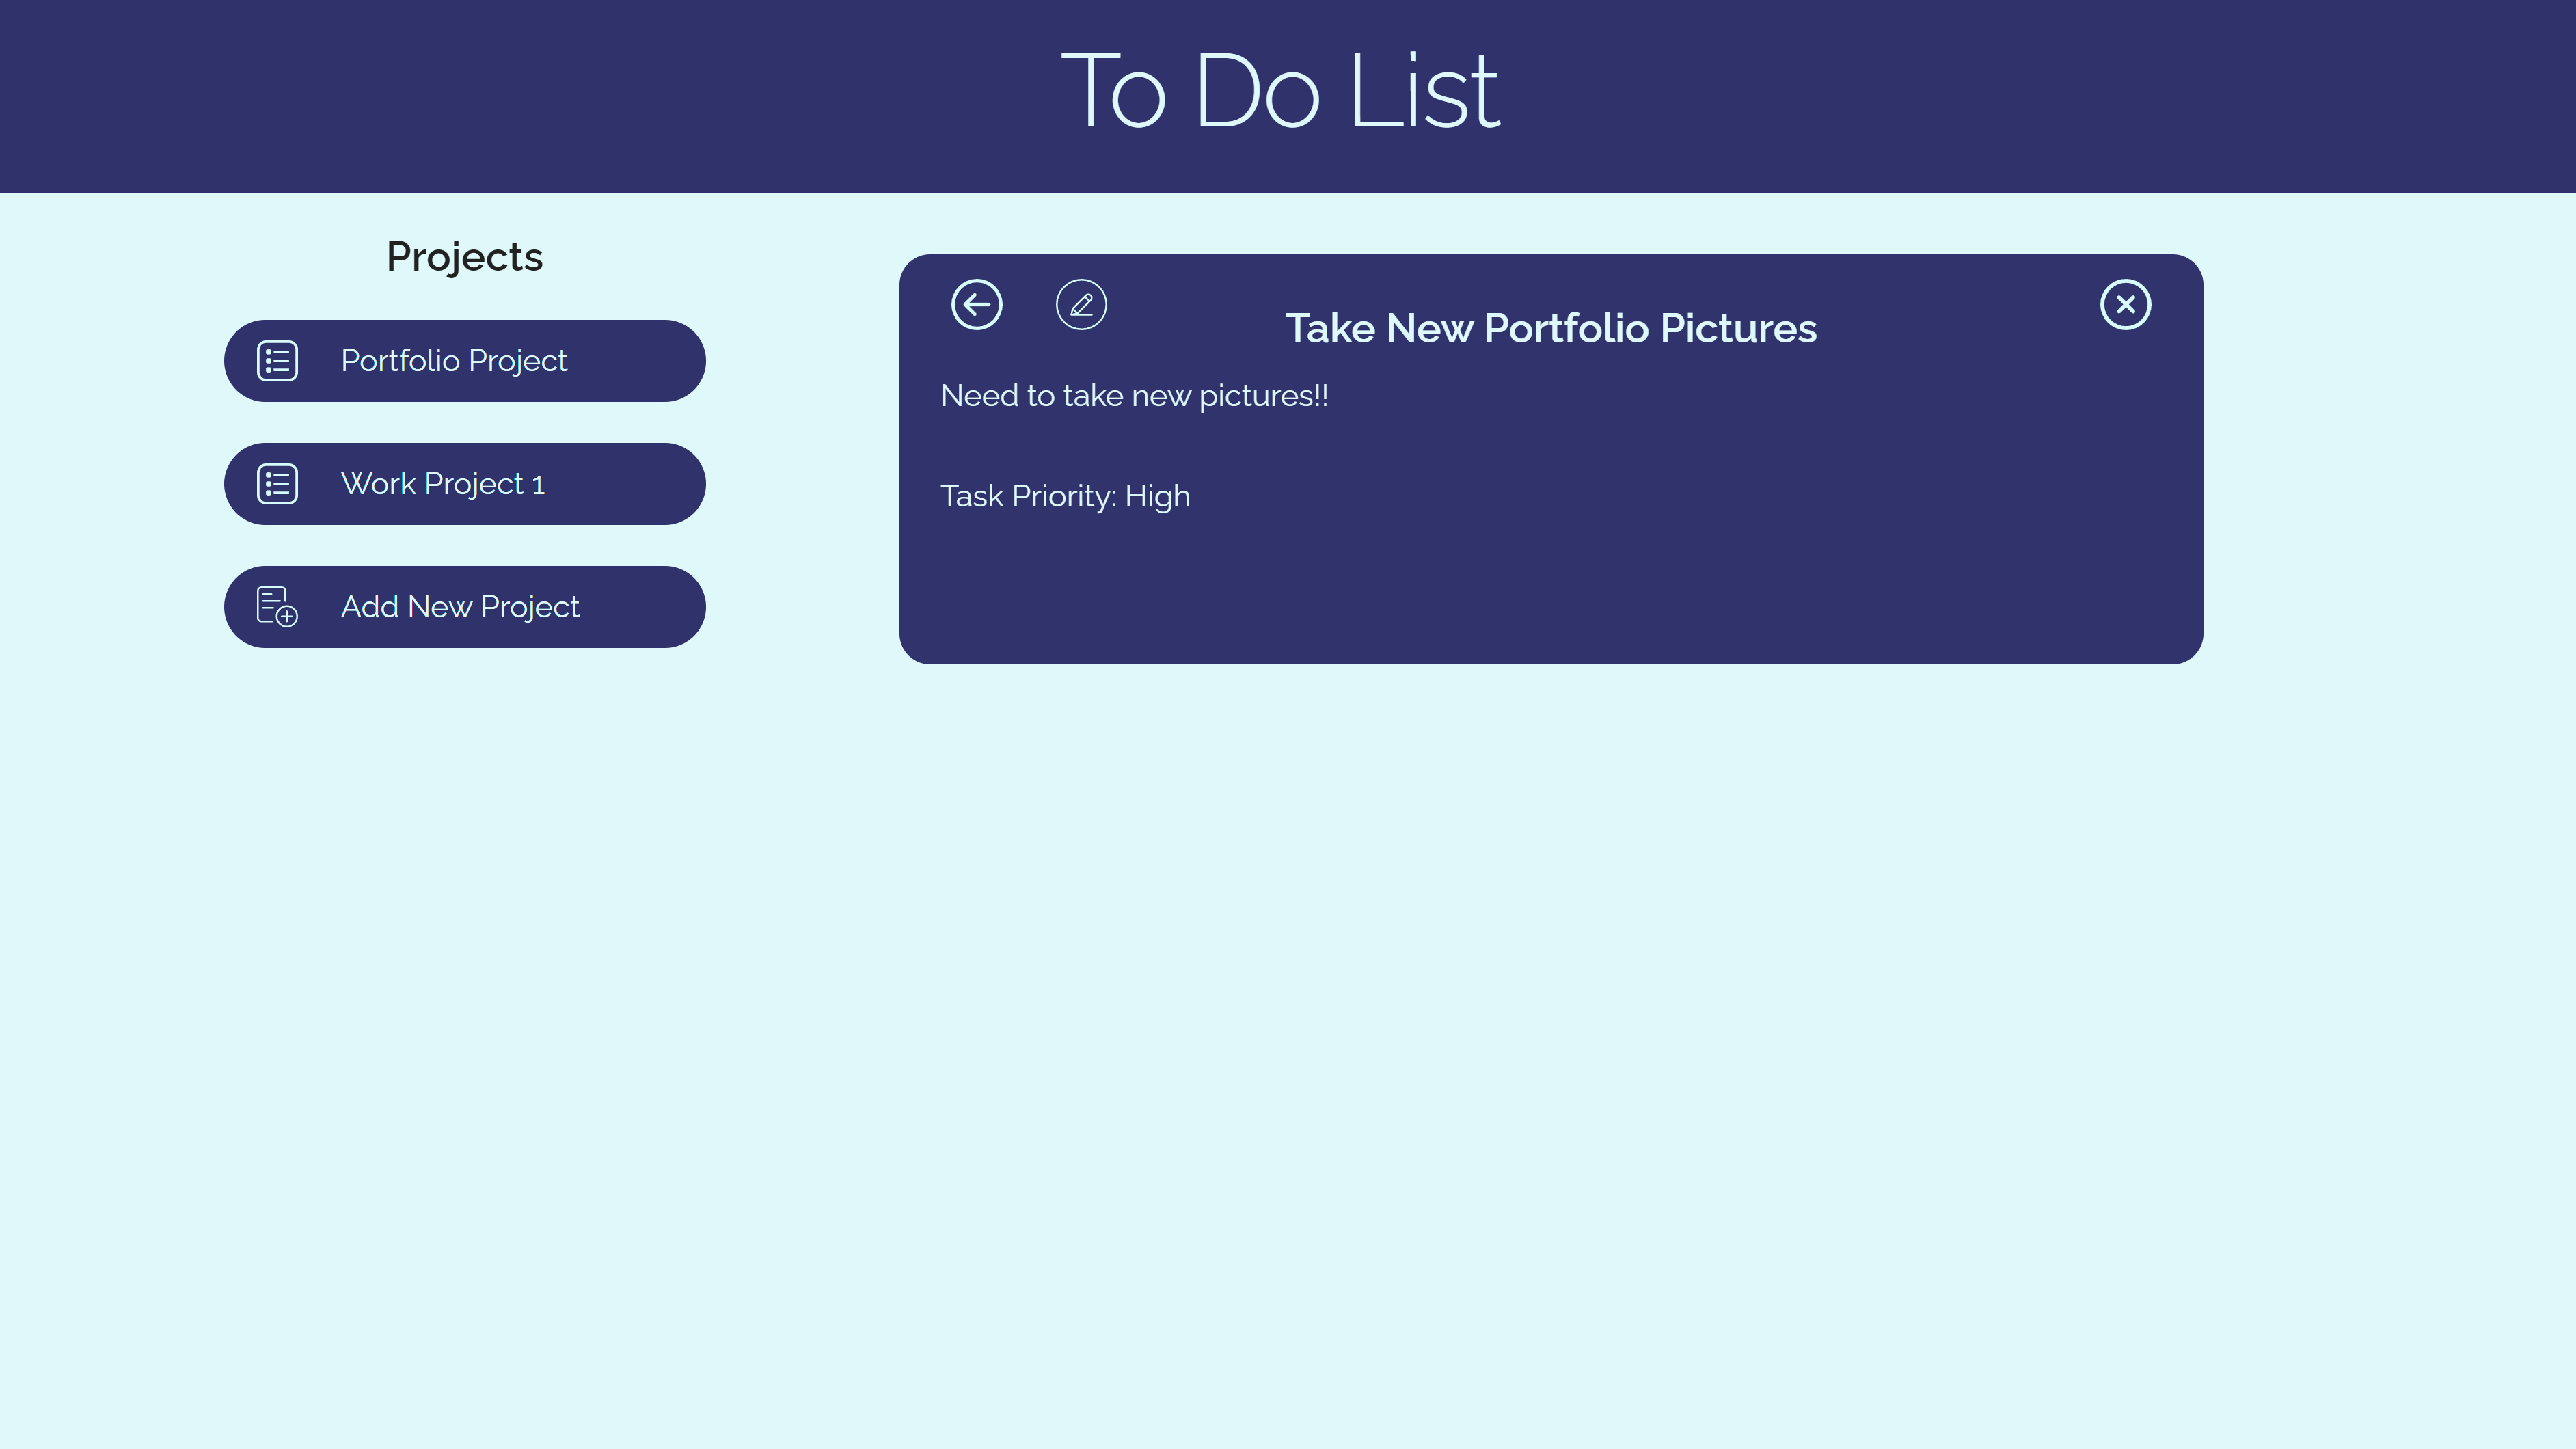 To Do List
Projects
Portfolio Project
Work Project 1
Add New Project
Take New Portfolio Pictures
Need to take new pictures!!
Task Priority: High